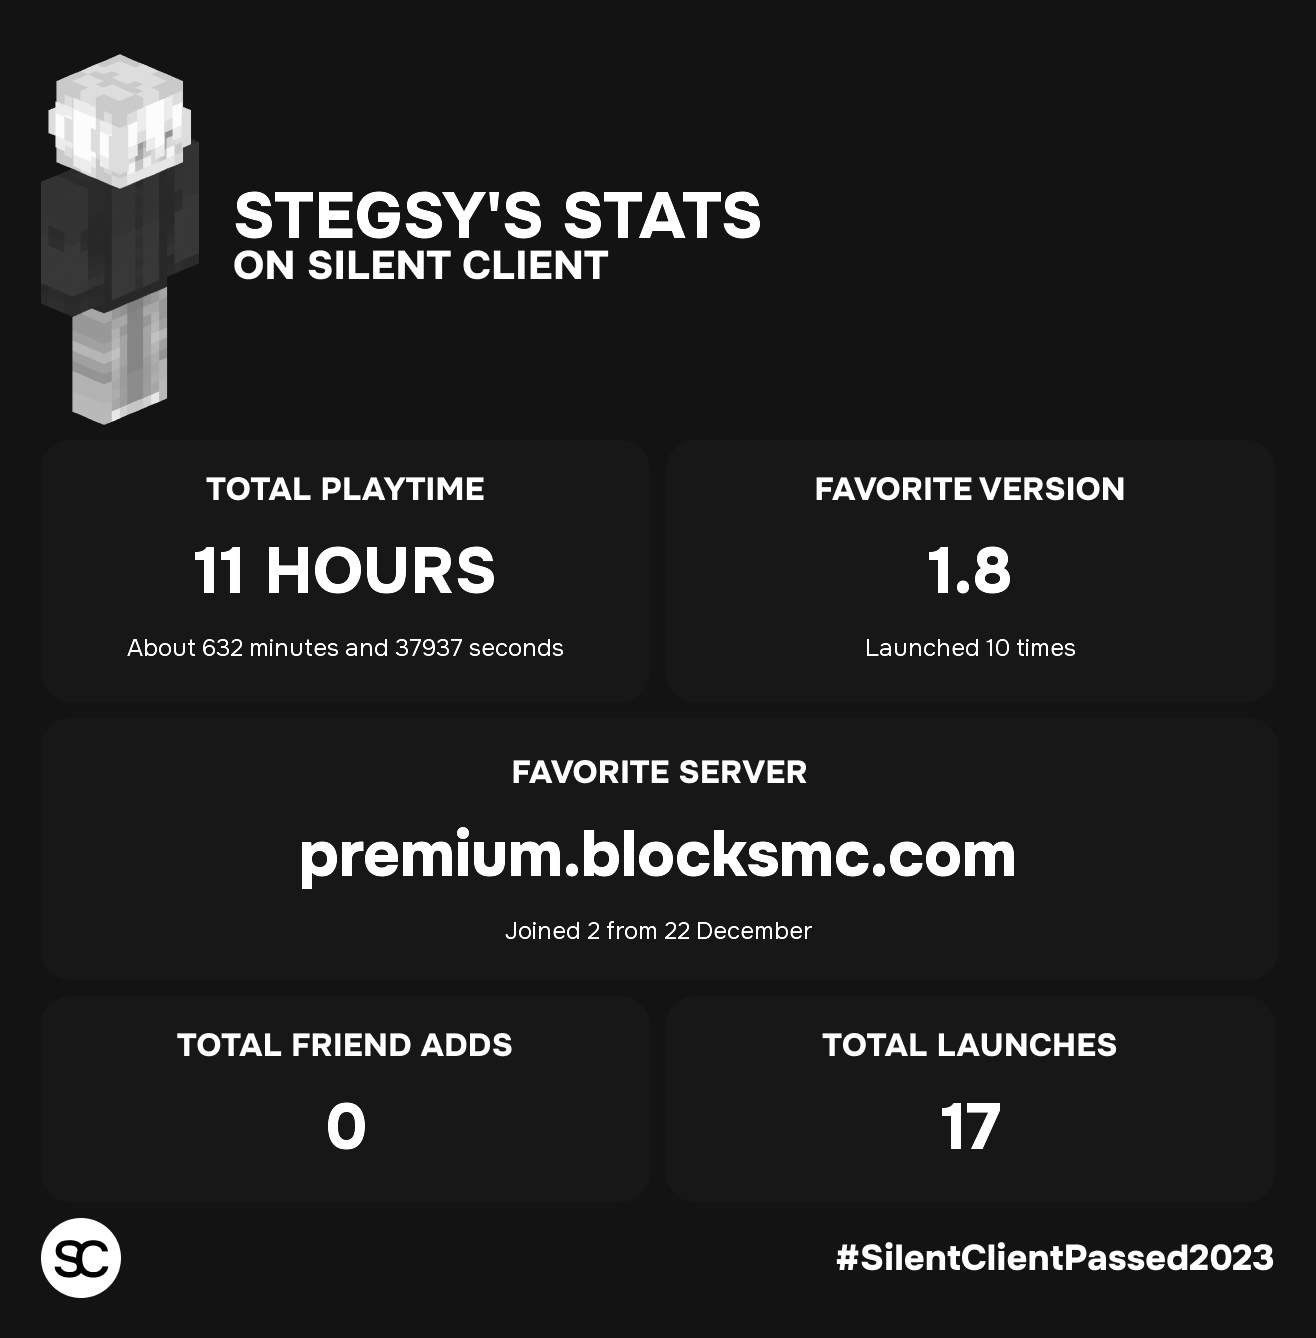 STEGSY'S STATS
ON SILENT CLIENT
TOTAL PLAYTIME
11 HOURS
About 632 minutes and 37937 seconds
FAVORITE VERSION
1.8
Launched 10 times
FAVORITE SERVER
premium.blocksmc.com
Joined 2 from 22 December
TOTAL FRIEND ADDS
0
TOTAL LAUNCHES
17
SC
#SilentClientPassed2023